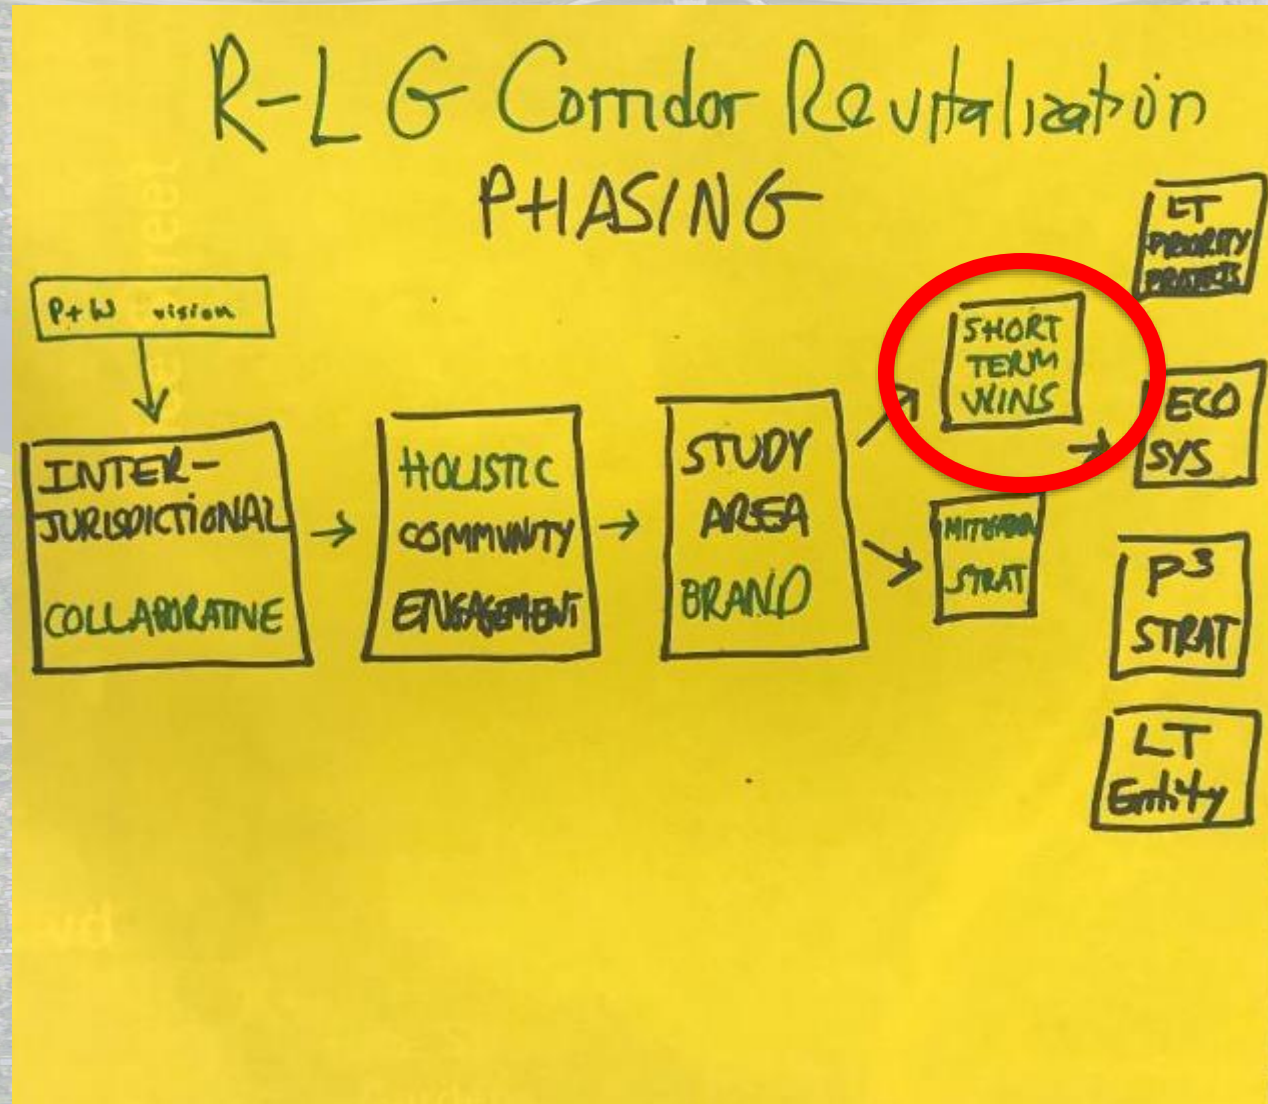 R-LG Corridor Revitalization
PHASING
P+W vision
INTER-
JURISDICTIONAL
COLLABORATIVE
HOLISTIC
COMMUNITY
ENGAGEMENT
STUDY
AREA
BRAND
SHORT
TERM
WINS
MITIGATION
STRAT
LT
PRIORITY
PROJECTS
ECO
SYS
P3
STRAT
LT
Entity